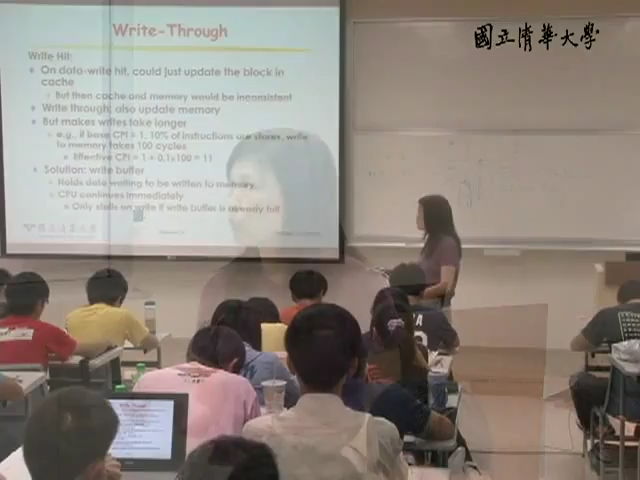 國立清華大學
Write-Through
Write Hit:
On data-write hit, could just update the block in
cache
But then cache and memory would be inconsistent
Write through: also update memory
But makes writes take longer
e.g., if base CPI = 1, 10% of instructions are stores, write
to memory takes 100 cycles
Effective CPI = 1 + 0.1x100 = 11
Solution: write buffer
Holds data waiting to be written to memory
CPU continues immediately
Only stalls on write if write buffer is already full